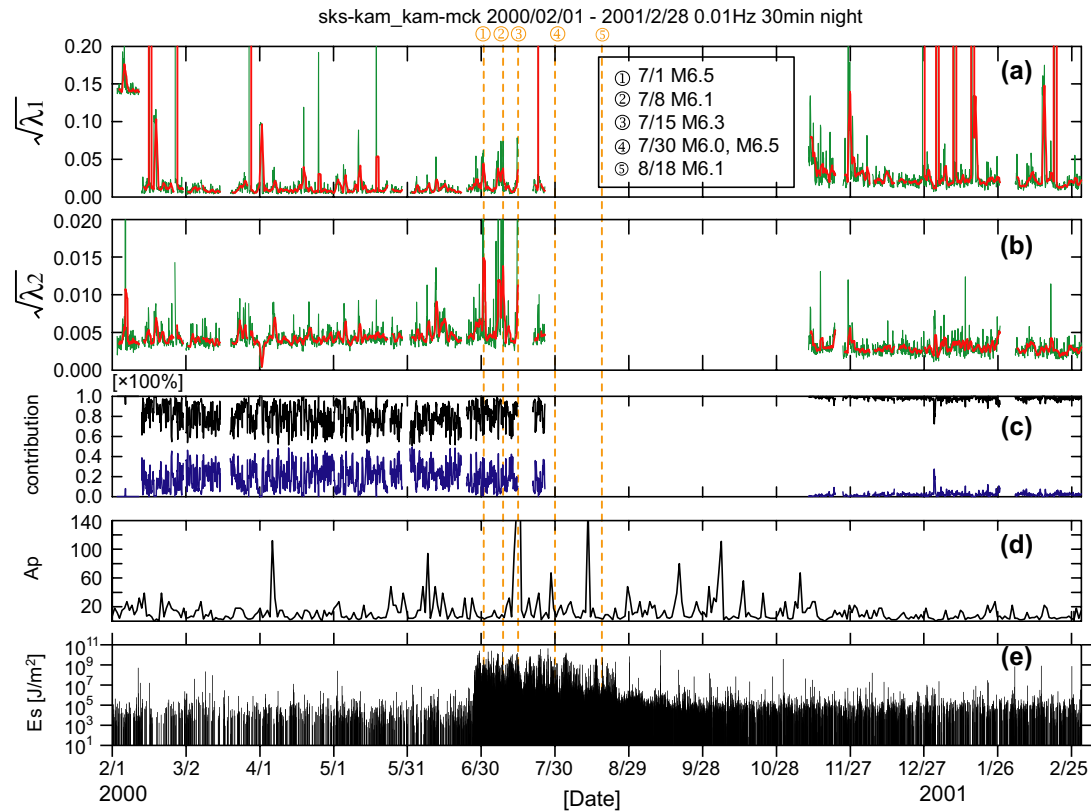 sks-kam_kam-mck 2000/02/01 - 2001/2/28 0.01Hz 30min night
① ② ③ ④ ⑤
0.20
0.15
0.10
0.05
0.00
√λ1
(a)
① 7/1 M6.5
② 7/8 M6.1
③ 7/15 M6.3
④ 7/30 M6.0, M6.5
⑤ 8/18 M6.1
0.020
0.015
0.010
0.005
0.000
√λ2
(b)
[×100%]
1.0
0.8
0.6
0.4
0.2
0.0
contribution
(c)
140
100
60
20
Ap
(d)
10¹¹
10⁹
10⁷
10⁵
10³
10¹
Es [J/m²]
(e)
2/1 3/2 4/1 5/1 5/31 6/30 7/30 8/29 9/28 10/28 11/27 12/27 1/26 2/25
2000 2001
[Date]